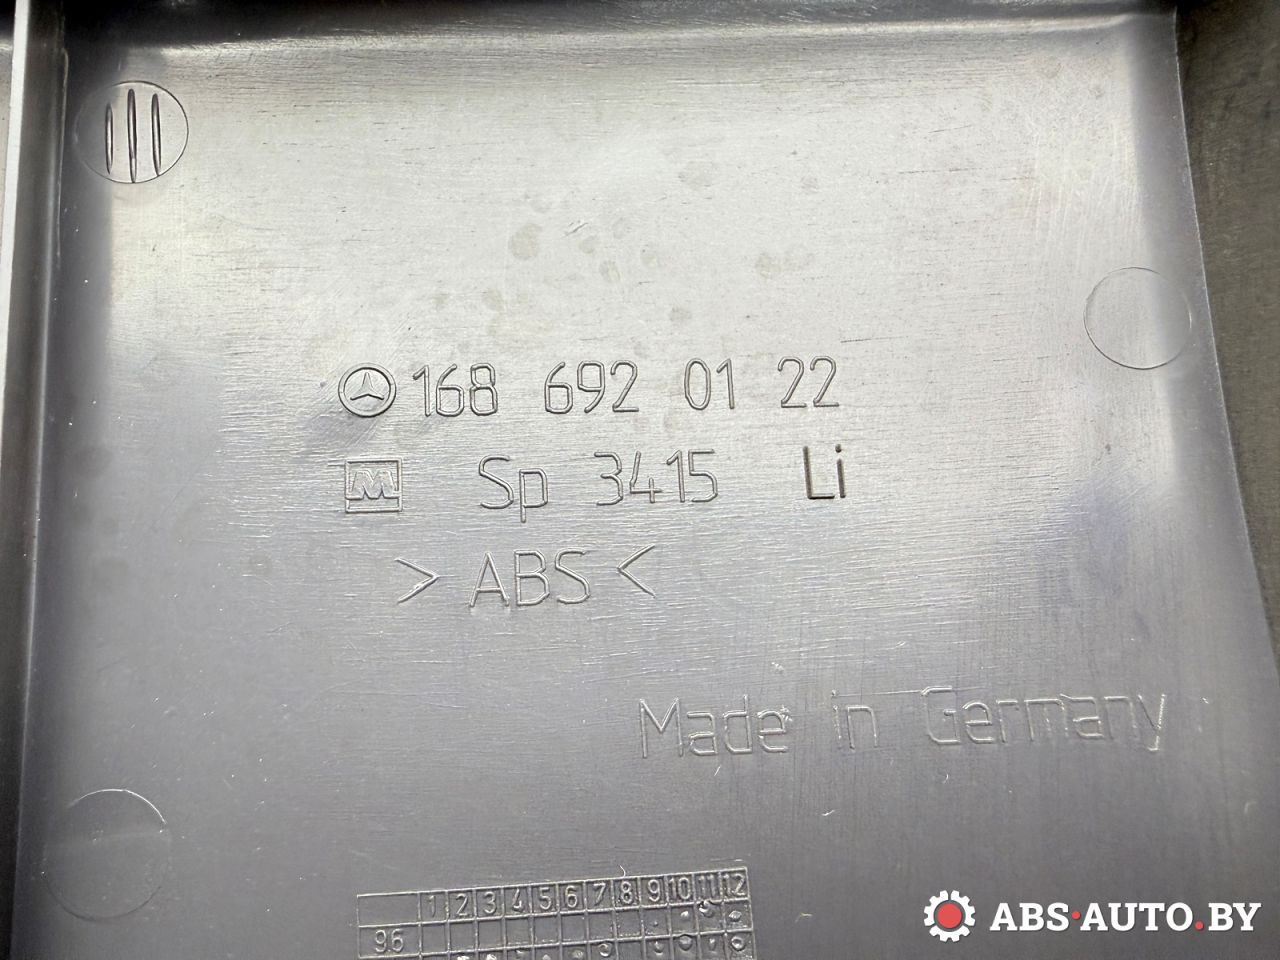 168 692 01 22
M Sp 3415 Li
> ABS <
Made in Germany
1 2 3 4 5 6 7 8 9 10 11 12
96
ABS-AUTO.BY